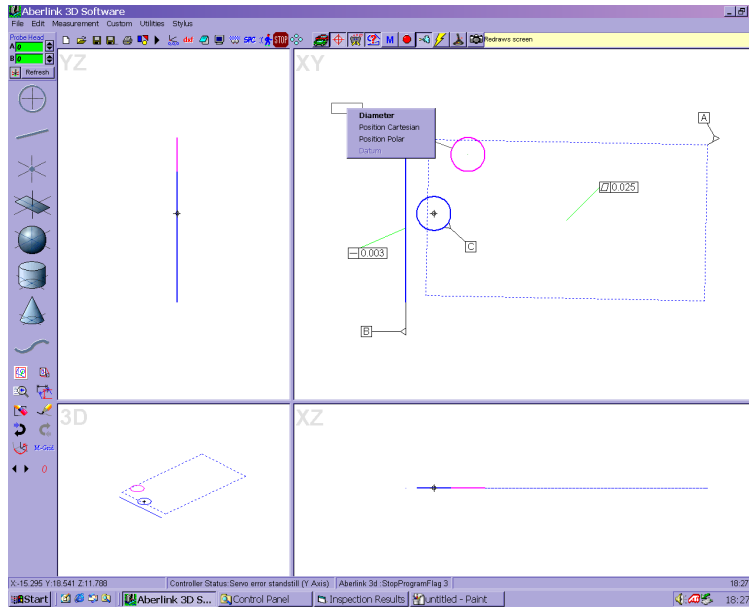 Aberlink 3D Software
File Edit Measurement Custom Utilities Stylus
Probe Head
A 0
B 0
Refresh
dxf SPC STOP M Redraws screen
YZ
XY
Diameter
Position Cartesian
Position Polar
Datum
A
0.025
C
0.003
B
3D
XZ
M-Grid
0
X:-15.295 Y:18.541 Z:11.788 Controller Status:Servo error standstill (Y Axis) Aberlink 3d :StopProgramFlag 3 18:27
Start Aberlink 3D S... Control Panel Inspection Results untitled - Paint 18:27